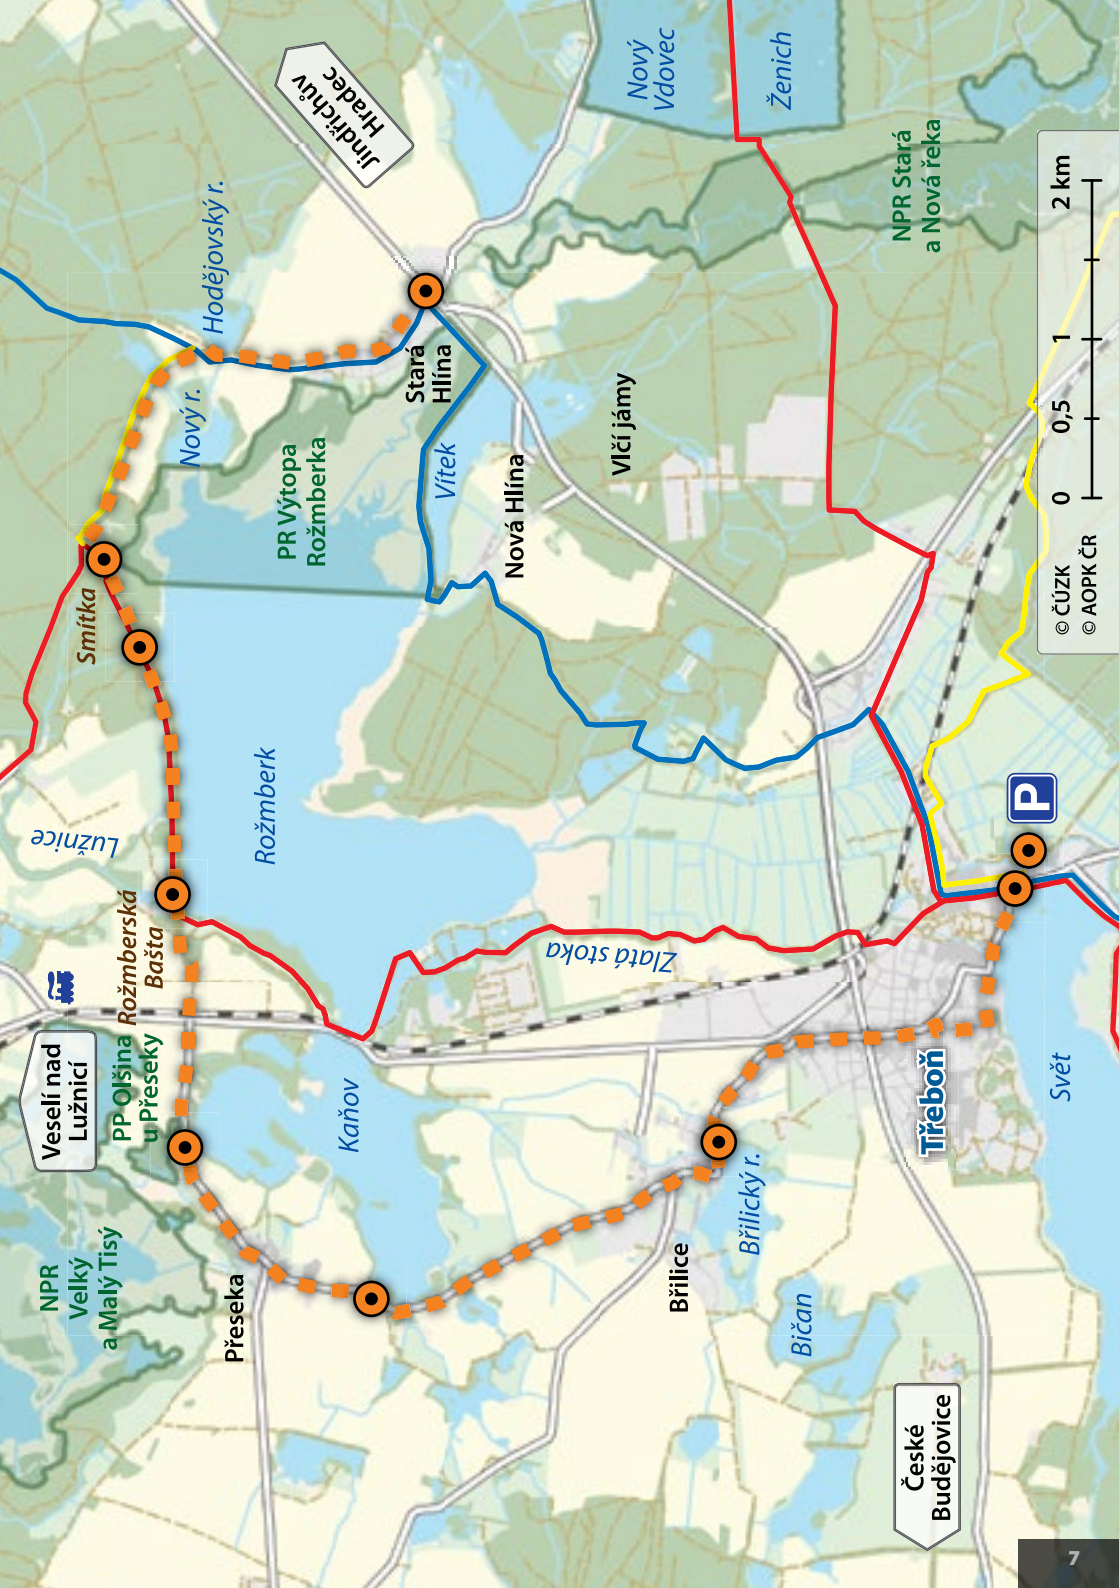 Veselí nad
Lužnicí
Jindřichův
Hradec
České
Budějovice
NPR
Velký
a Malý Tisý
PP Olšina
u Přeseky
Rožmberská
Bašta
Lužnice
Smítka
Nový r.
Hodějovský r.
Nový
Vdovec
Ženich
NPR Stará
a Nová řeka
PR Výtopa
Rožmberka
Stará
Hlína
Vítek
Nová Hlína
Vlčí jámy
Rožmberk
Zlatá stoka
Kaňov
Přeseka
Břilice
Břilický r.
Bičan
Třeboň
Svět
P
0 0,5 1 2 km
© ČÚZK
© AOPK ČR
7